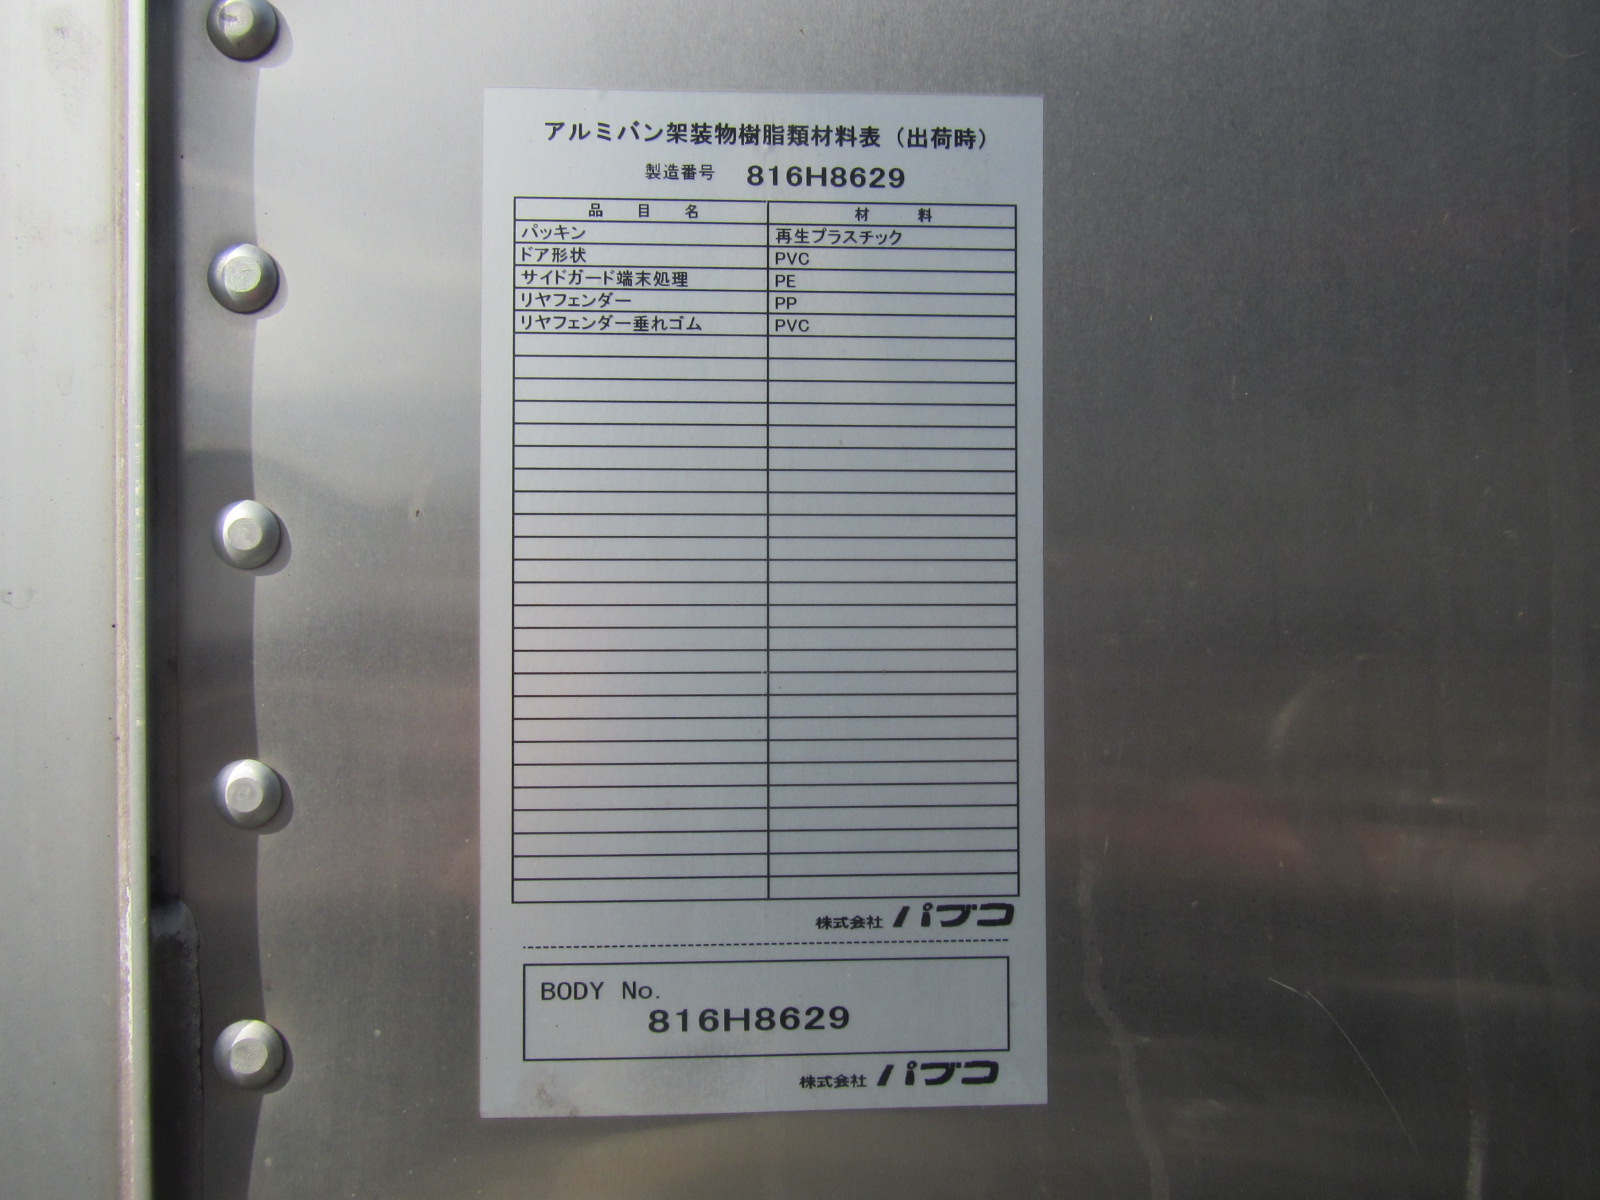 アルミバン架装物樹脂類材料表（出荷時）
製造番号 816H8629
品目名 材料
パッキン 再生プラスチック
ドア形状 PVC
サイドガード端末処理 PE
リヤフェンダー PP
リヤフェンダー垂れゴム PVC
株式会社 パブコ
BODY No.
816H8629
株式会社 パブコ